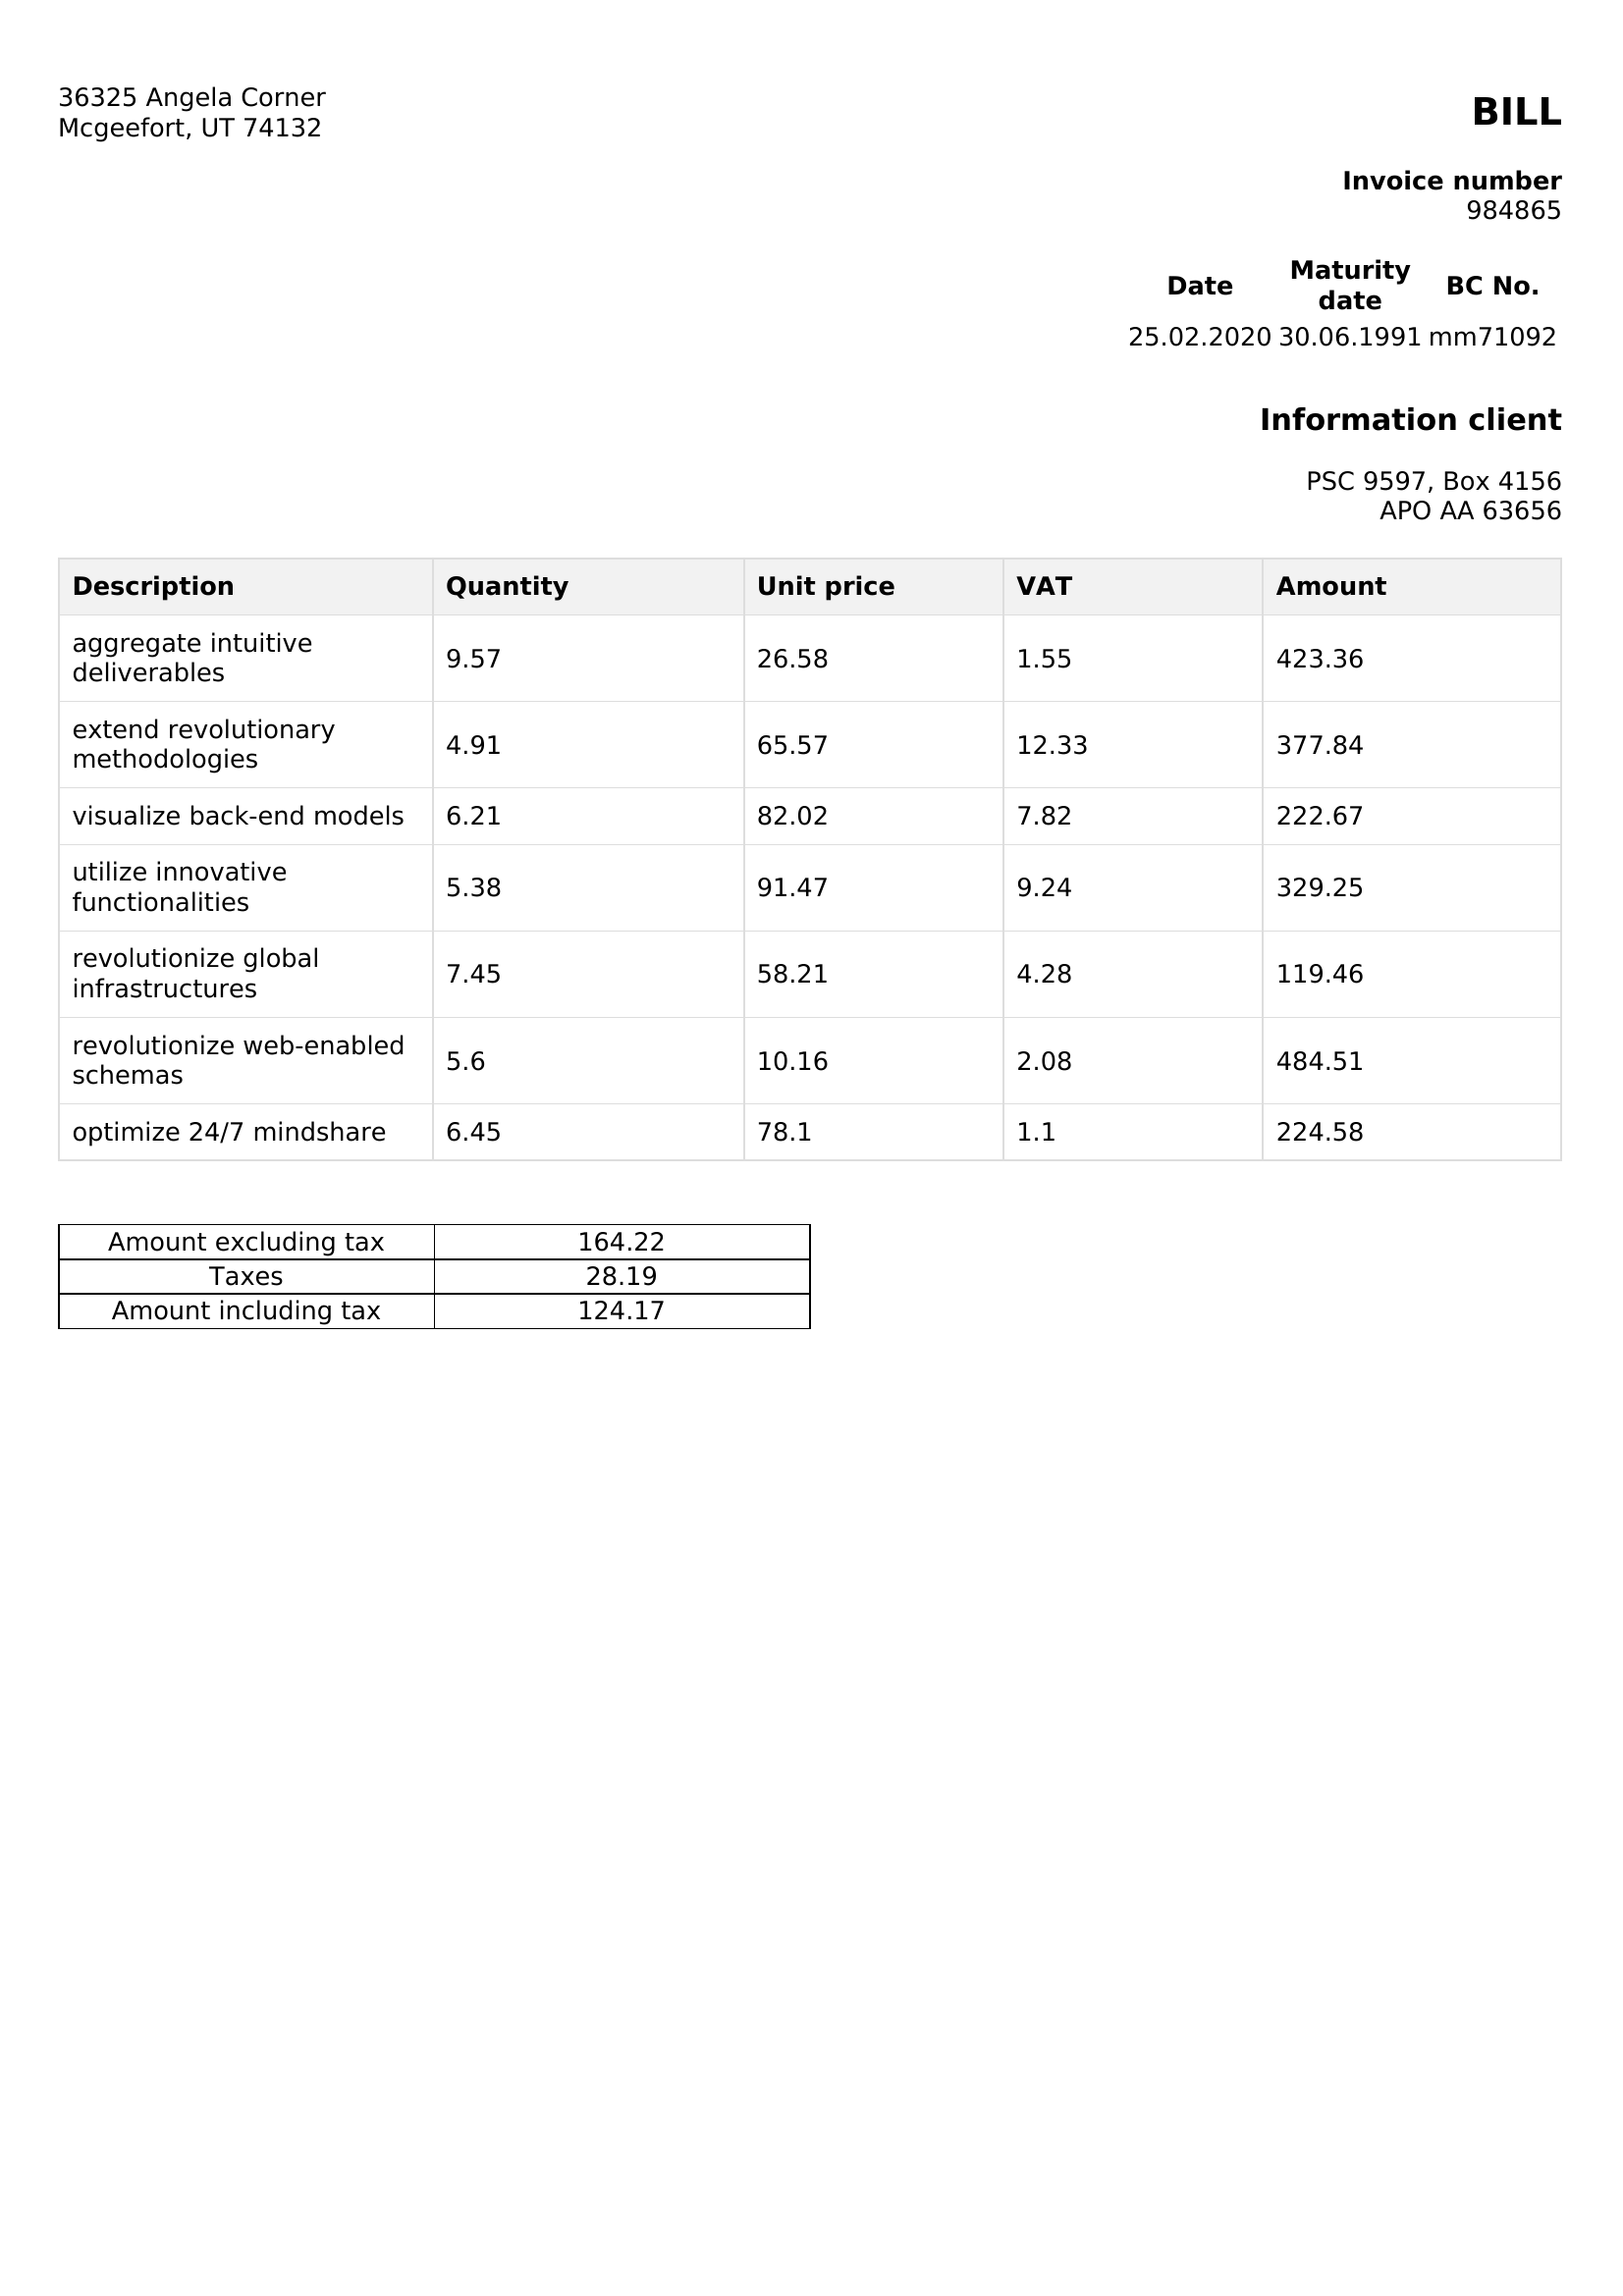 36325 Angela Corner
Mcgeefort, UT 74132
BILL
Invoice number
984865
Date Maturity date BC No.
25.02.2020 30.06.1991 mm71092
Information client
PSC 9597, Box 4156
APO AA 63656
Description Quantity Unit price VAT Amount
aggregate intuitive
deliverables 9.57 26.58 1.55 423.36
extend revolutionary
methodologies 4.91 65.57 12.33 377.84
visualize back-end models 6.21 82.02 7.82 222.67
utilize innovative
functionalities 5.38 91.47 9.24 329.25
revolutionize global
infrastructures 7.45 58.21 4.28 119.46
revolutionize web-enabled
schemas 5.6 10.16 2.08 484.51
optimize 24/7 mindshare 6.45 78.1 1.1 224.58
Amount excluding tax 164.22
Taxes 28.19
Amount including tax 124.17